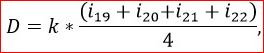 D = k * (i₁₉ + i₂₀+i₂₁ + i₂₂) / 4 ,